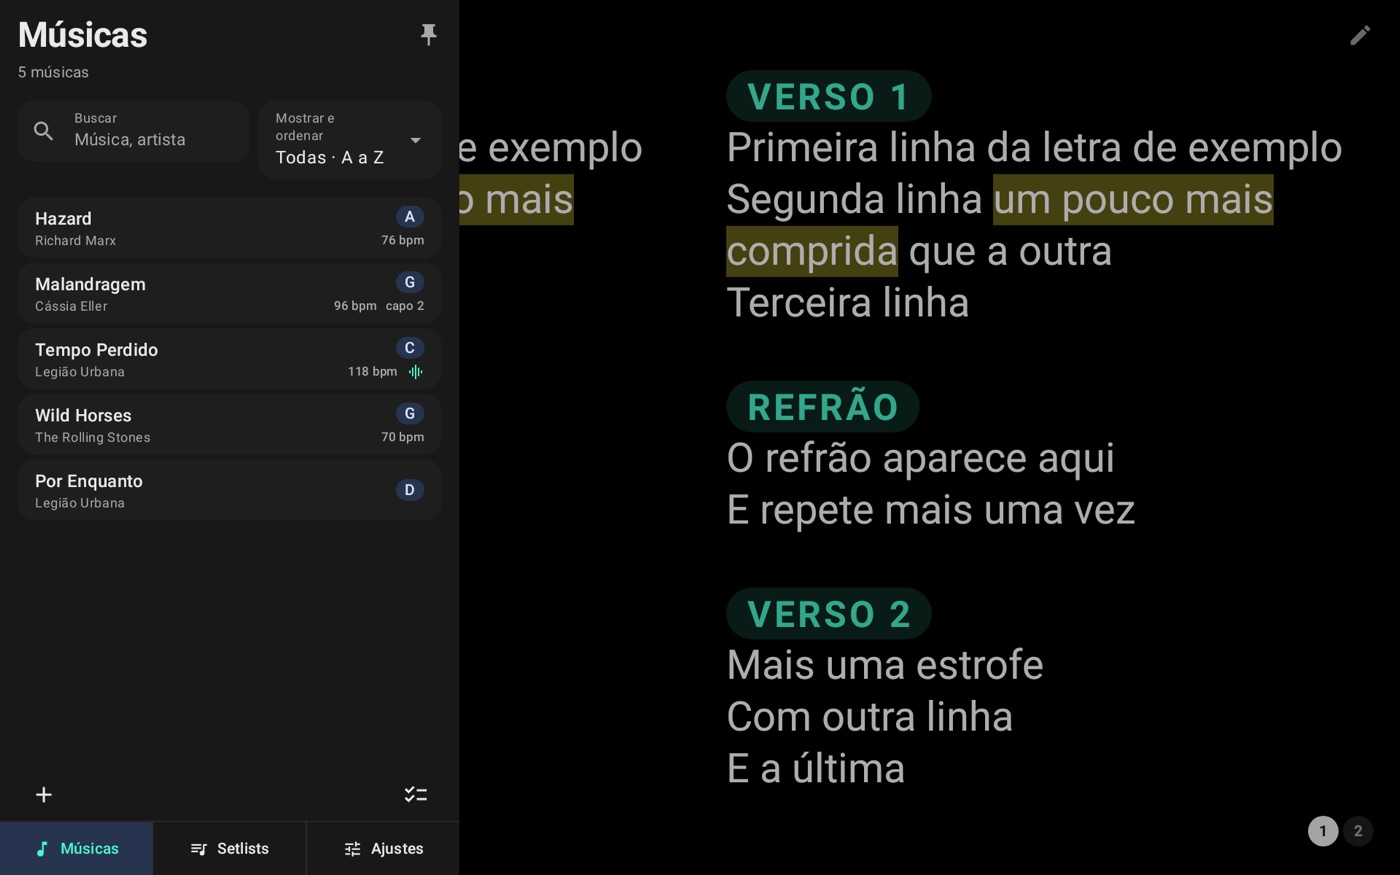 Músicas
5 músicas
Buscar
Música, artista
Mostrar e
ordenar
Todas · A a Z
Hazard
A
Richard Marx
76 bpm
Malandragem
G
Cássia Eller
96 bpm capo 2
Tempo Perdido
C
Legião Urbana
118 bpm
Wild Horses
G
The Rolling Stones
70 bpm
Por Enquanto
D
Legião Urbana
Músicas
Setlists
Ajustes
e exemplo
o mais
VERSO 1
Primeira linha da letra de exemplo
Segunda linha um pouco mais
comprida que a outra
Terceira linha
REFRÃO
O refrão aparece aqui
E repete mais uma vez
VERSO 2
Mais uma estrofe
Com outra linha
E a última
1 2